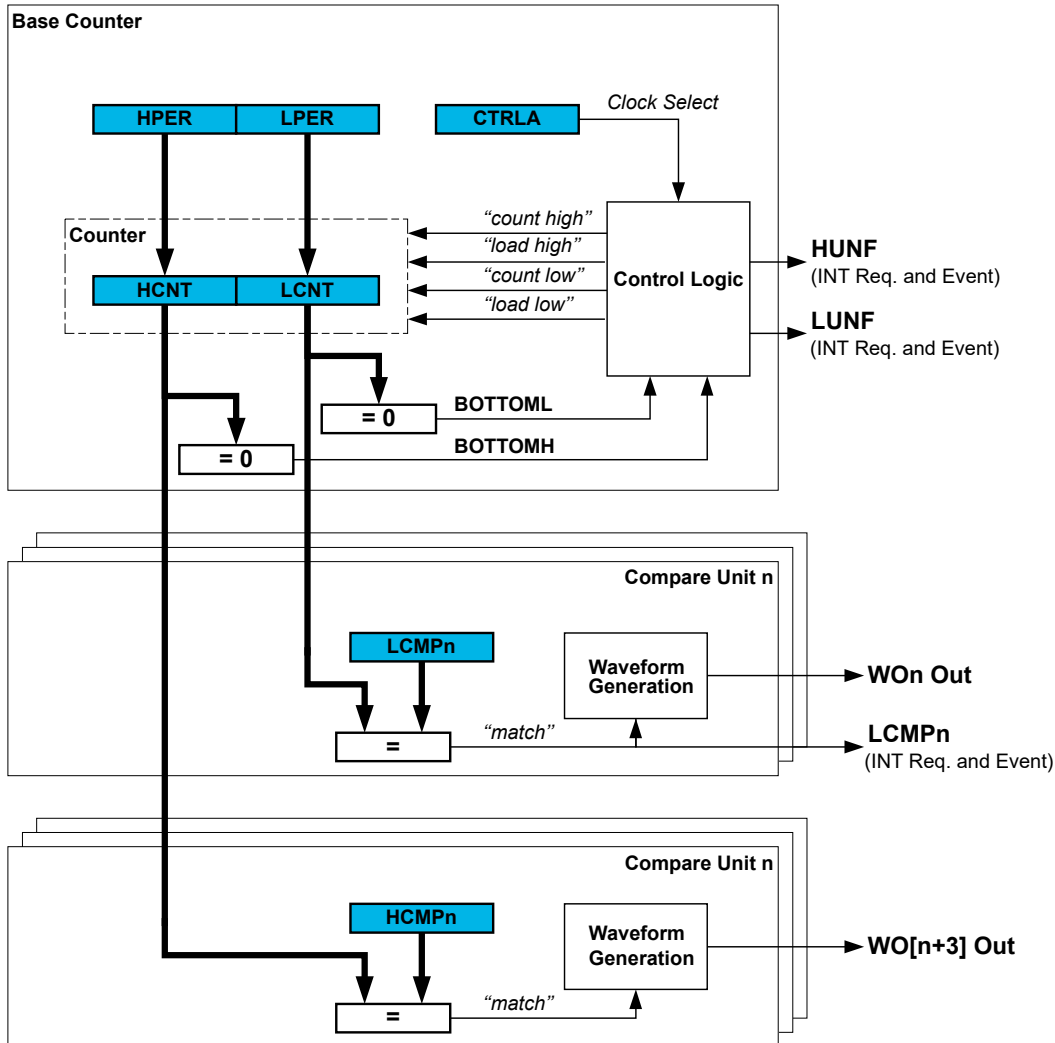 Base Counter
HPER LPER CTRLA
Clock Select
Counter
“count high”
“load high”
“count low”
“load low”
Control Logic
HCNT LCNT
HUNF
(INT Req. and Event)
LUNF
(INT Req. and Event)
= 0
BOTTOML
= 0
BOTTOMH
Compare Unit n
LCMPn
=
“match”
Waveform
Generation
WOn Out
LCMPn
(INT Req. and Event)
Compare Unit n
HCMPn
=
“match”
Waveform
Generation
WO[n+3] Out